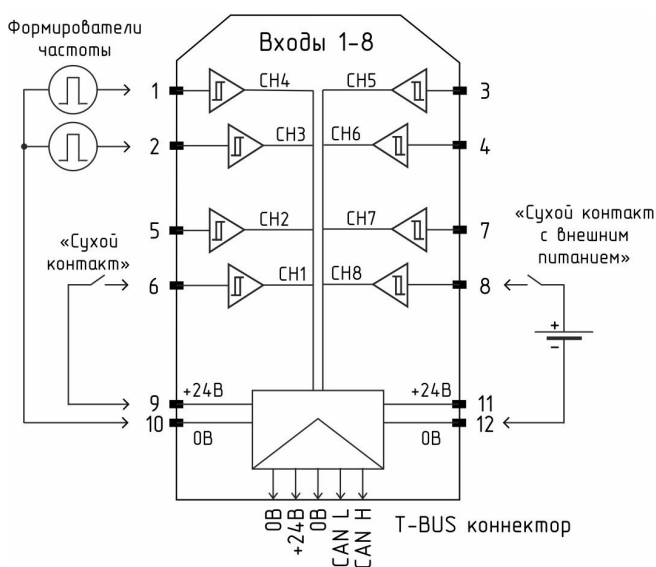 Формирователи
частоты
Входы 1-8
1
CH4
CH5
3
2
CH3
CH6
4
5
CH2
CH7
7
«Сухой контакт
с внешним
питанием»
«Сухой
контакт»
6
CH1
CH8
8
+
-
9
+24В
+24В
11
10
0В
0В
12
0В
+24В
0В
CAN L
CAN H
T-BUS коннектор